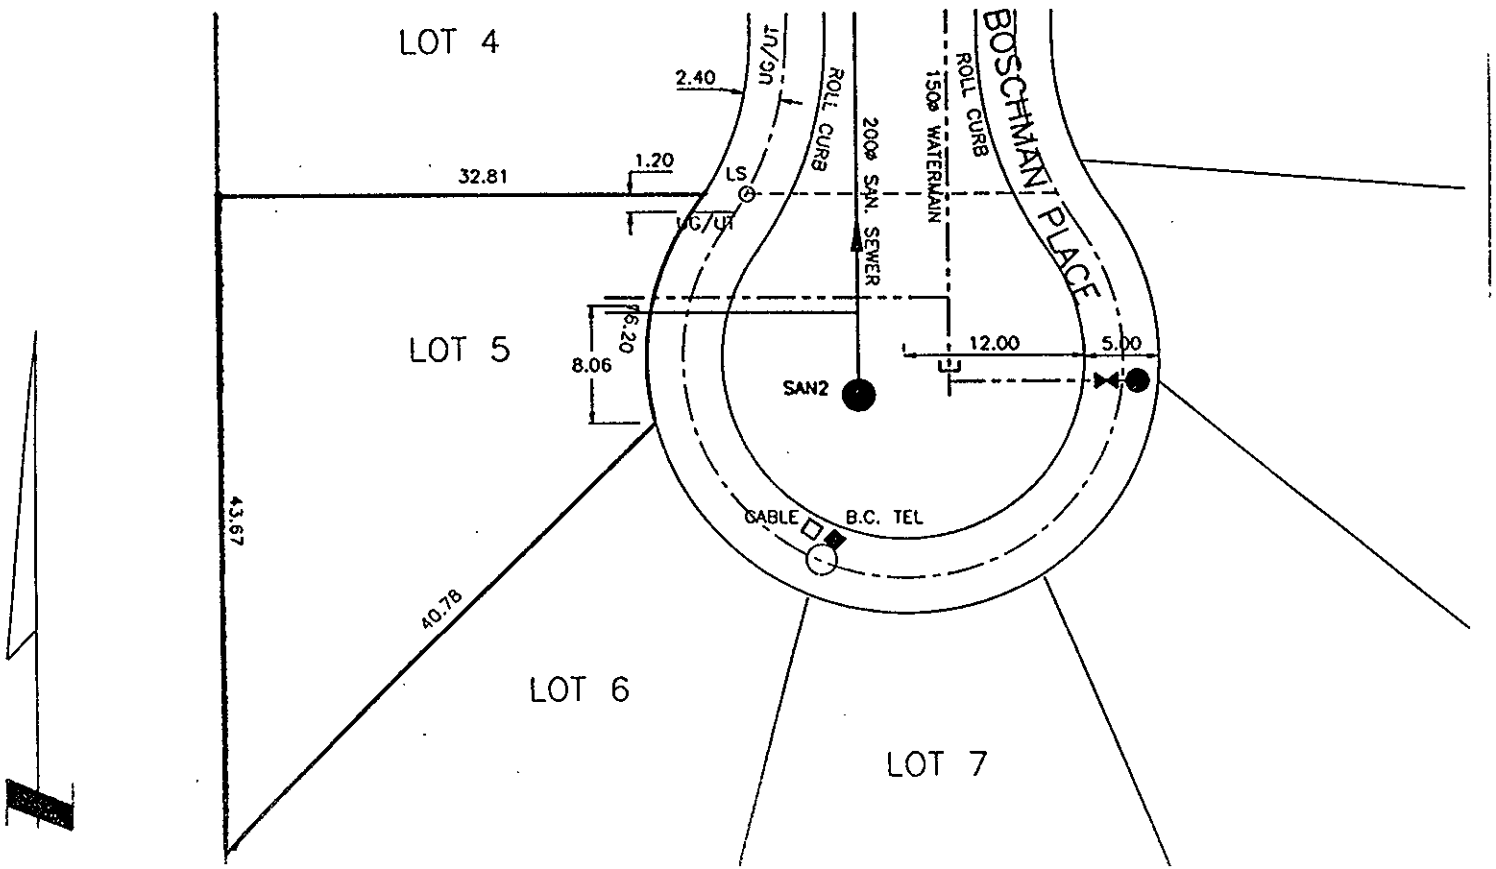 LOT 4
UG/UT
2.40
ROLL CURB
200ø SAN. SEWER
150ø WATERMAIN
ROLL CURB
BOSCHMAN PLACE
1.20
LS
32.81
UG/UT
LOT 5
16.20
8.06
12.00
5.00
SAN2
43.67
CABLE
B.C. TEL
40.78
LOT 6
LOT 7